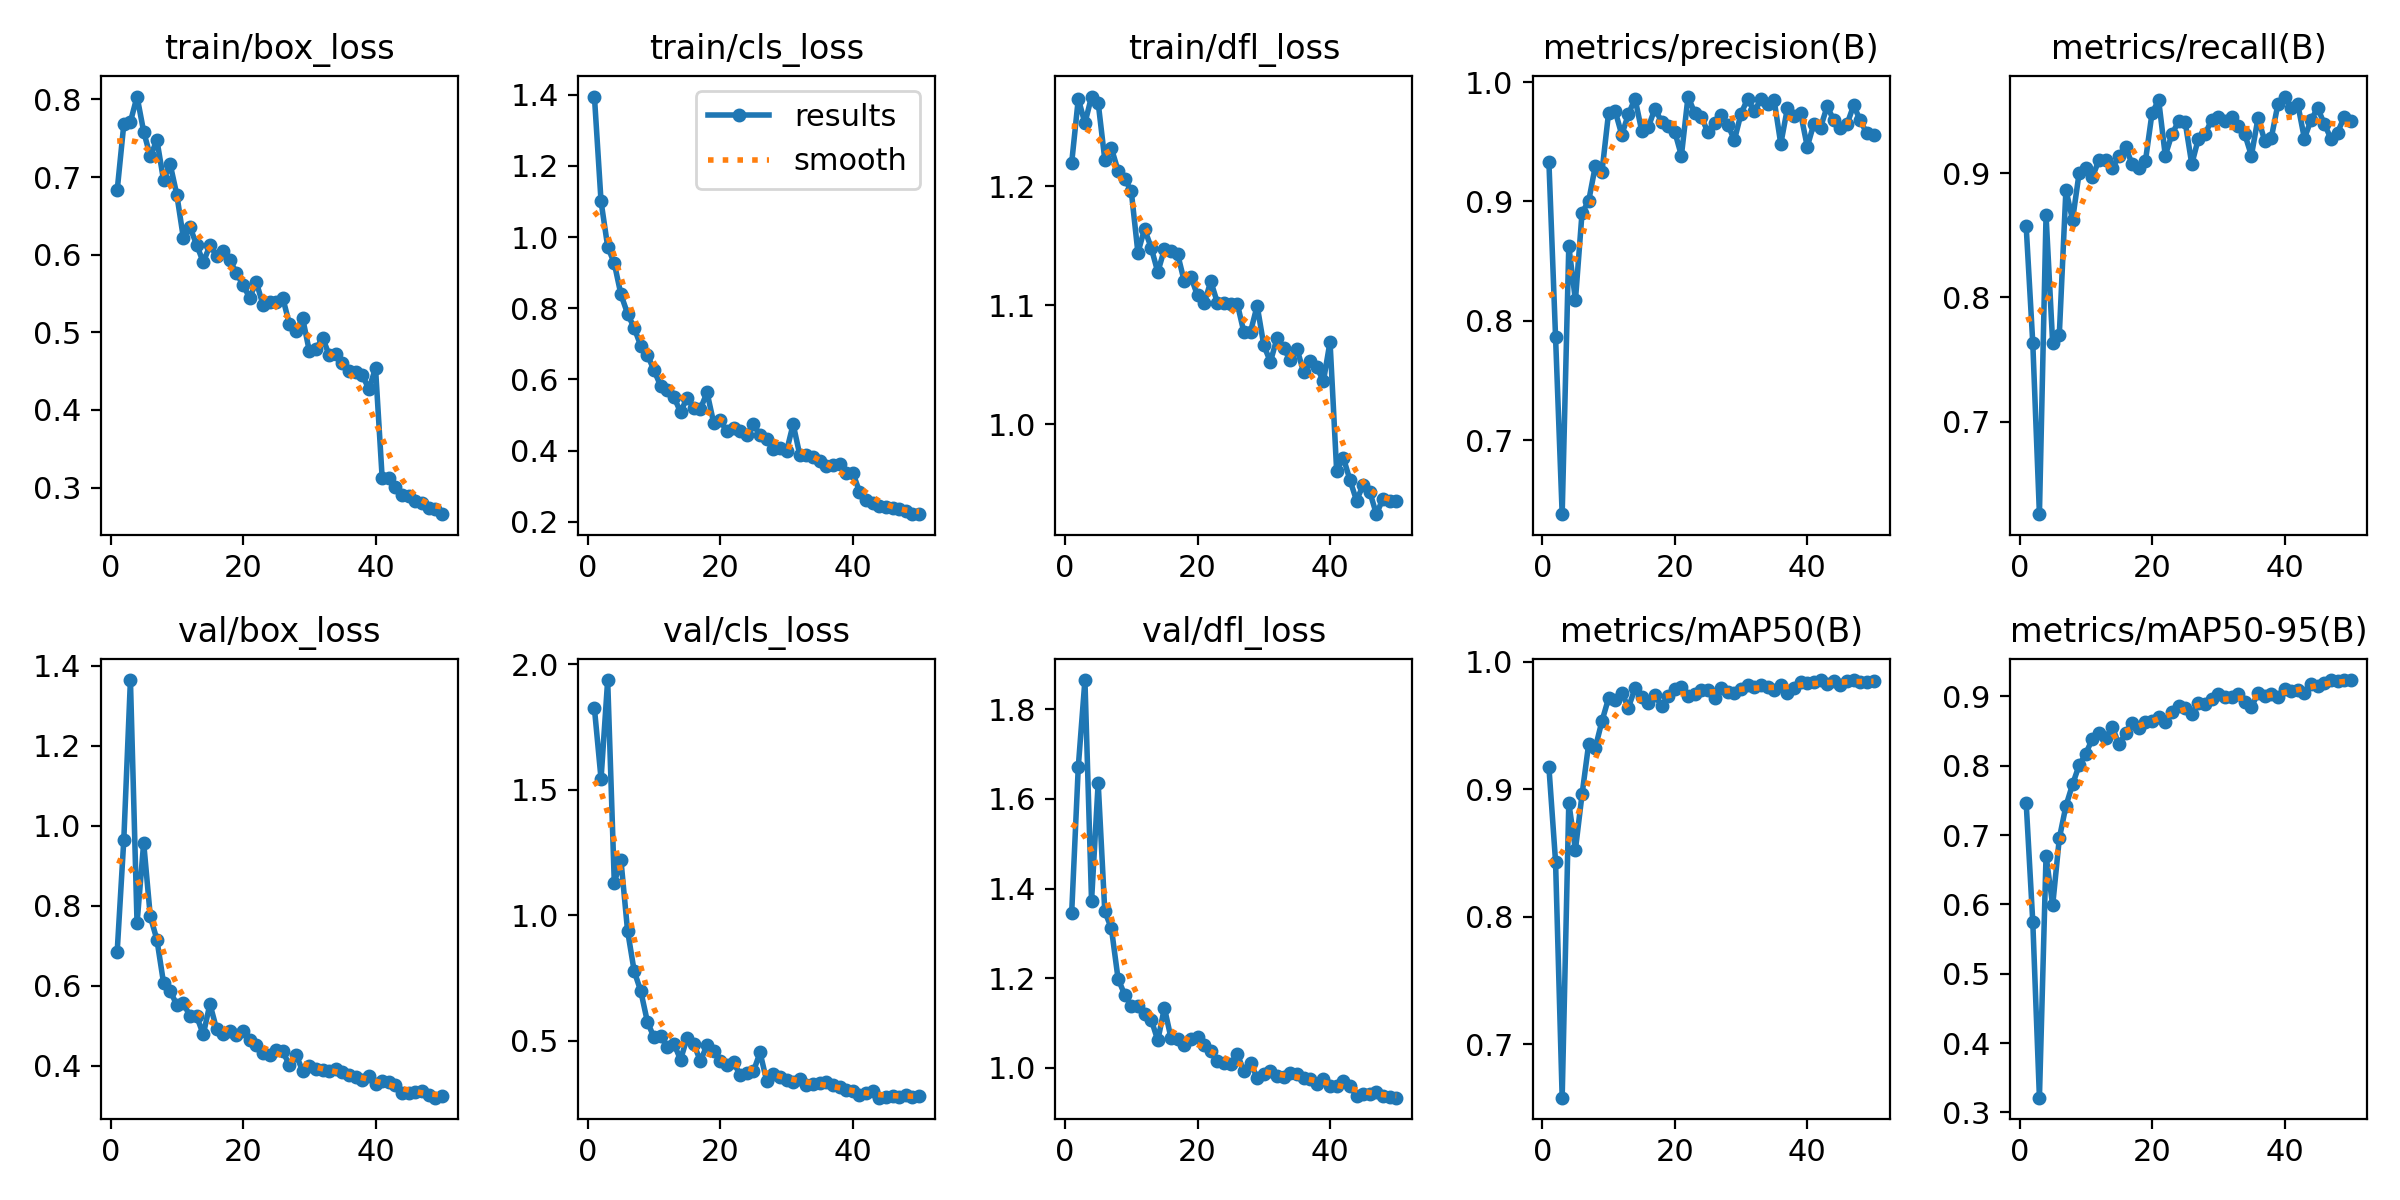 train/box_loss
0.8
0.7
0.6
0.5
0.4
0.3
0 20 40
train/cls_loss
results
smooth
1.4
1.2
1.0
0.8
0.6
0.4
0.2
0 20 40
train/dfl_loss
1.2
1.1
1.0
0 20 40
metrics/precision(B)
1.0
0.9
0.8
0.7
0 20 40
metrics/recall(B)
0.9
0.8
0.7
0 20 40
val/box_loss
1.4
1.2
1.0
0.8
0.6
0.4
0 20 40
val/cls_loss
2.0
1.5
1.0
0.5
0 20 40
val/dfl_loss
1.8
1.6
1.4
1.2
1.0
0 20 40
metrics/mAP50(B)
1.0
0.9
0.8
0.7
0 20 40
metrics/mAP50-95(B)
0.9
0.8
0.7
0.6
0.5
0.4
0.3
0 20 40